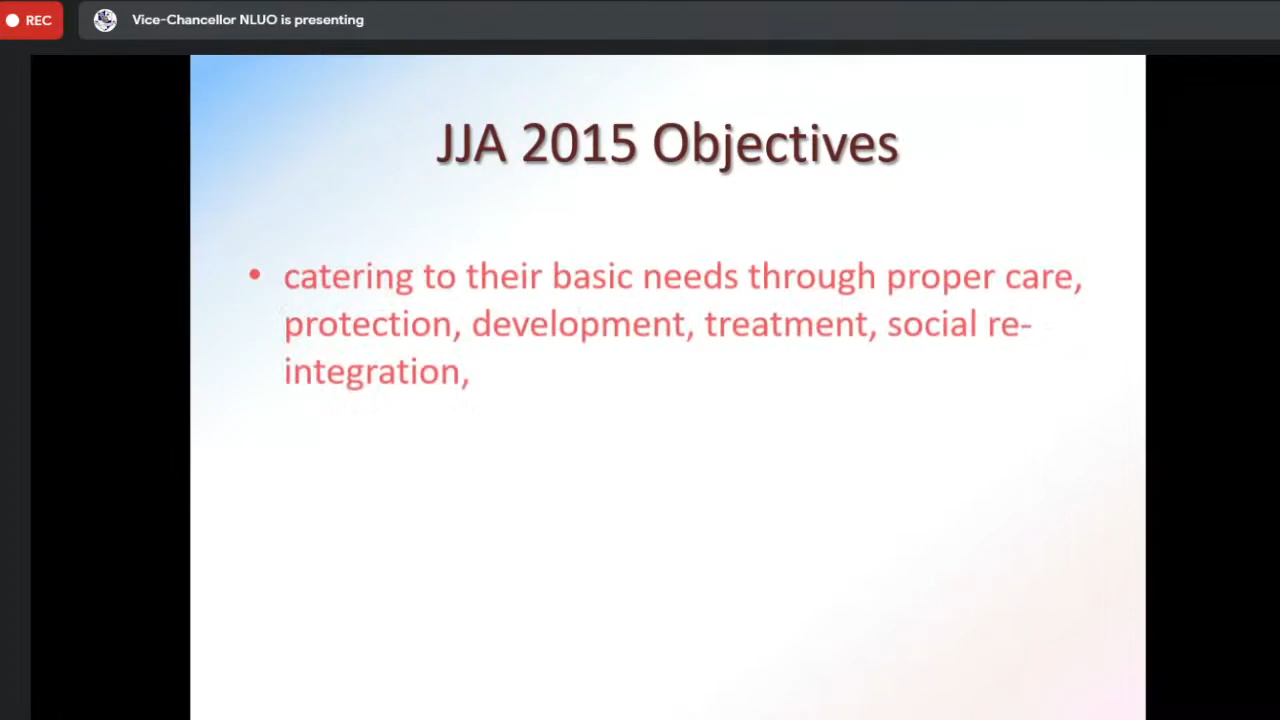 REC
Vice-Chancellor NLUO is presenting
JJA 2015 Objectives
• catering to their basic needs through proper care,
protection, development, treatment, social re-
integration,